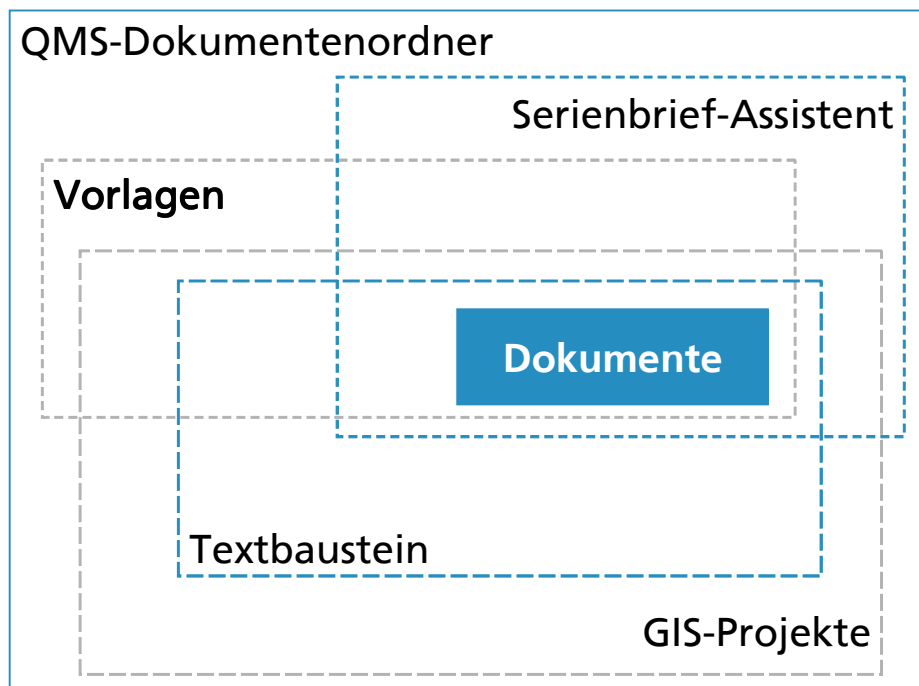 QMS-Dokumentenordner
Serienbrief-Assistent
Vorlagen
Dokumente
Textbaustein
GIS-Projekte